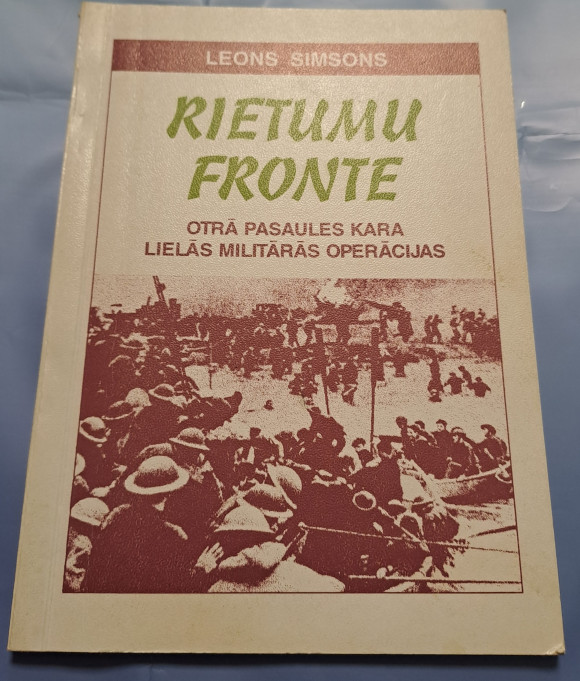 LEONS SIMSONS
RIETUMU
FRONTE
OTRĀ PASAULES KARA
LIELĀS MILITĀRĀS OPERĀCIJAS